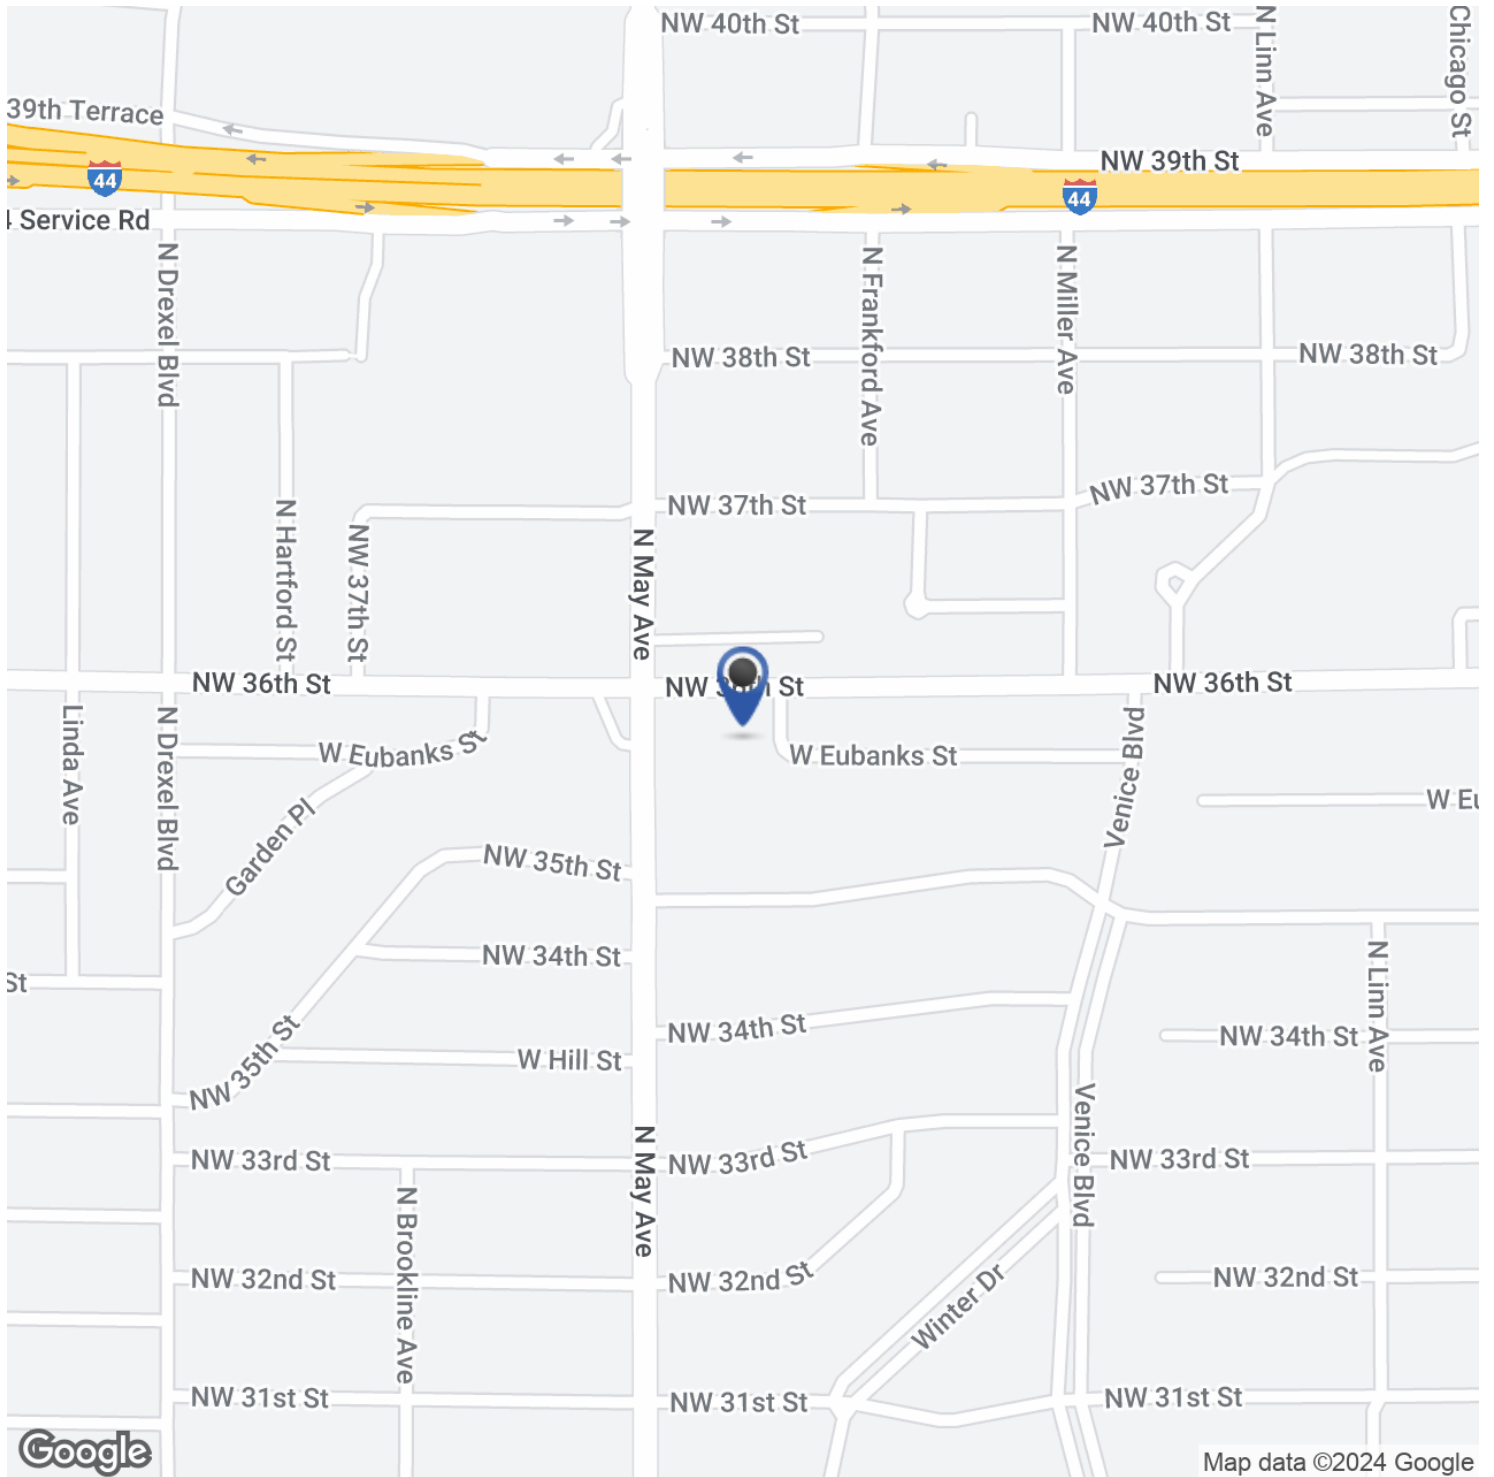 NW 40th St
NW 40th St
N Linn Ave
Chicago St
39th Terrace
NW 39th St
44
44
Service Rd
N Drexel Blvd
N Frankford Ave
N Miller Ave
NW 38th St
NW 38th St
NW 37th St
NW 37th St
N Hartford St
NW 37th St
N May Ave
NW 36th St
NW St
NW 36th St
Linda Ave
N Drexel Blvd
W Eubanks St
W Eubanks St
Venice Blvd
W Eu
Garden Pl
NW 35th St
NW 34th St
St
N Linn Ave
NW 34th St
NW 34th St
NW 35th St
W Hill St
Venice Blvd
N May Ave
NW 33rd St
NW 33rd St
NW 33rd St
N Brookline Ave
NW 32nd St
NW 32nd St
NW 32nd St
Winter Dr
NW 31st St
NW 31st St
NW 31st St
Google
Map data ©2024 Google